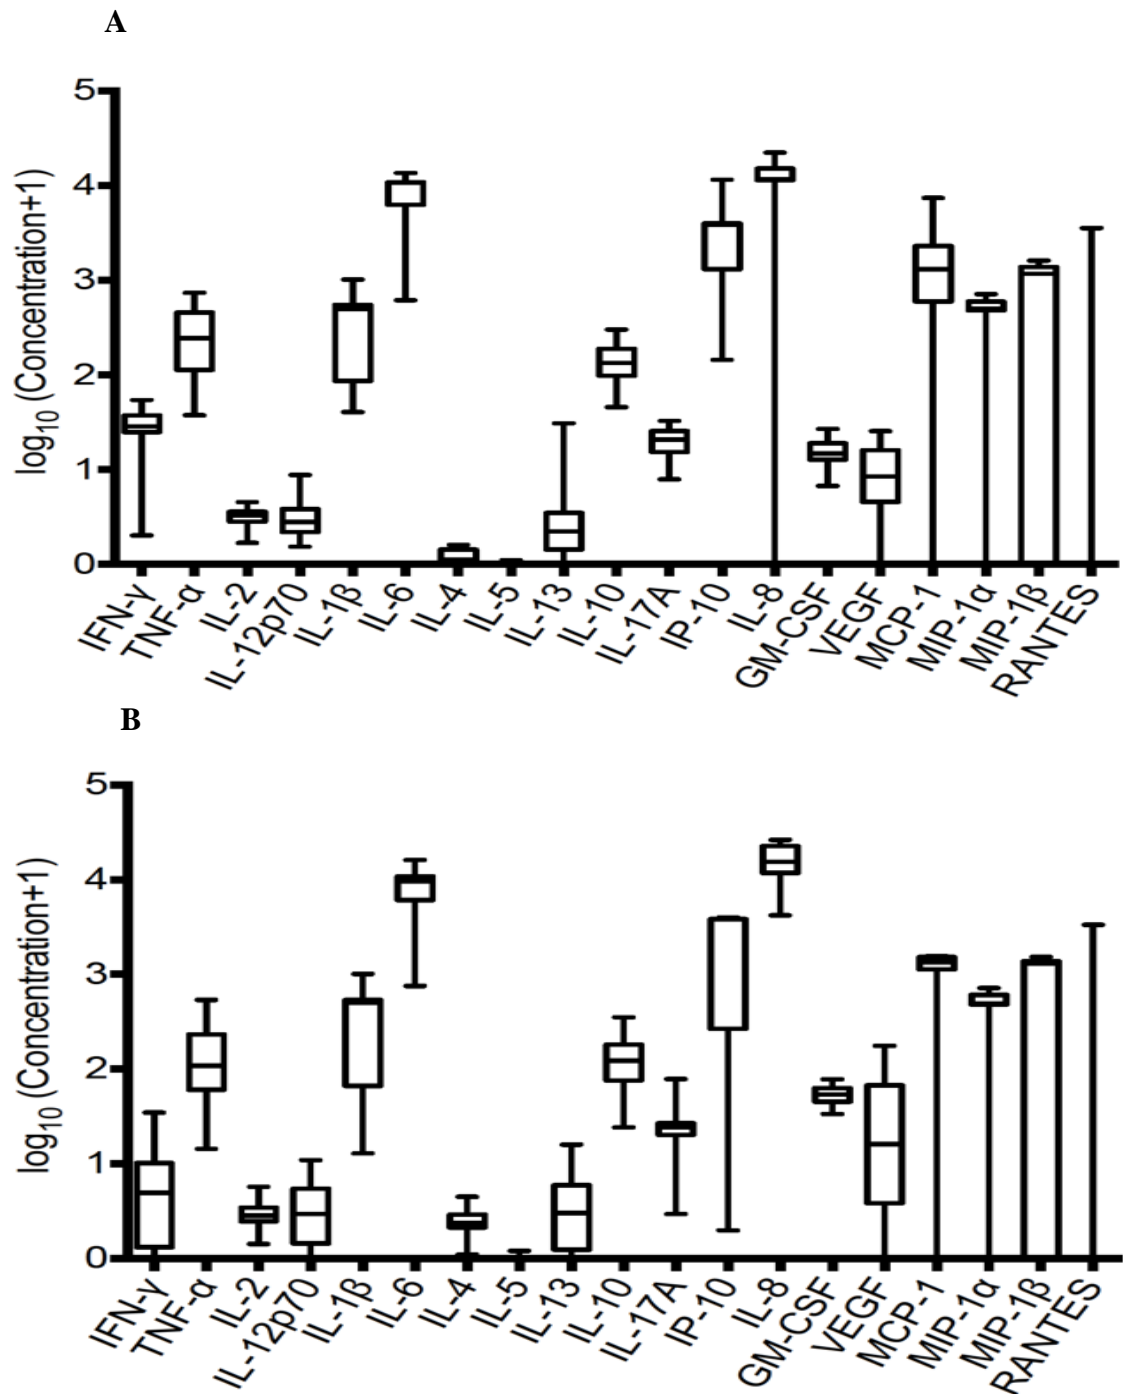 A
5
4
3
2
1
0
log10 (Concentration+1)
IFN-γ
TNF-α
IL-2
IL-12p70
IL-1β
IL-6
IL-4
IL-5
IL-13
IL-10
IL-17A
IP-10
IL-8
GM-CSF
VEGF
MCP-1
MIP-1α
MIP-1β
RANTES
B
5
4
3
2
1
0
log10 (Concentration+1)
IFN-γ
TNF-α
IL-2
IL-12p70
IL-1β
IL-6
IL-4
IL-5
IL-13
IL-10
IL-17A
IP-10
IL-8
GM-CSF
VEGF
MCP-1
MIP-1α
MIP-1β
RANTES